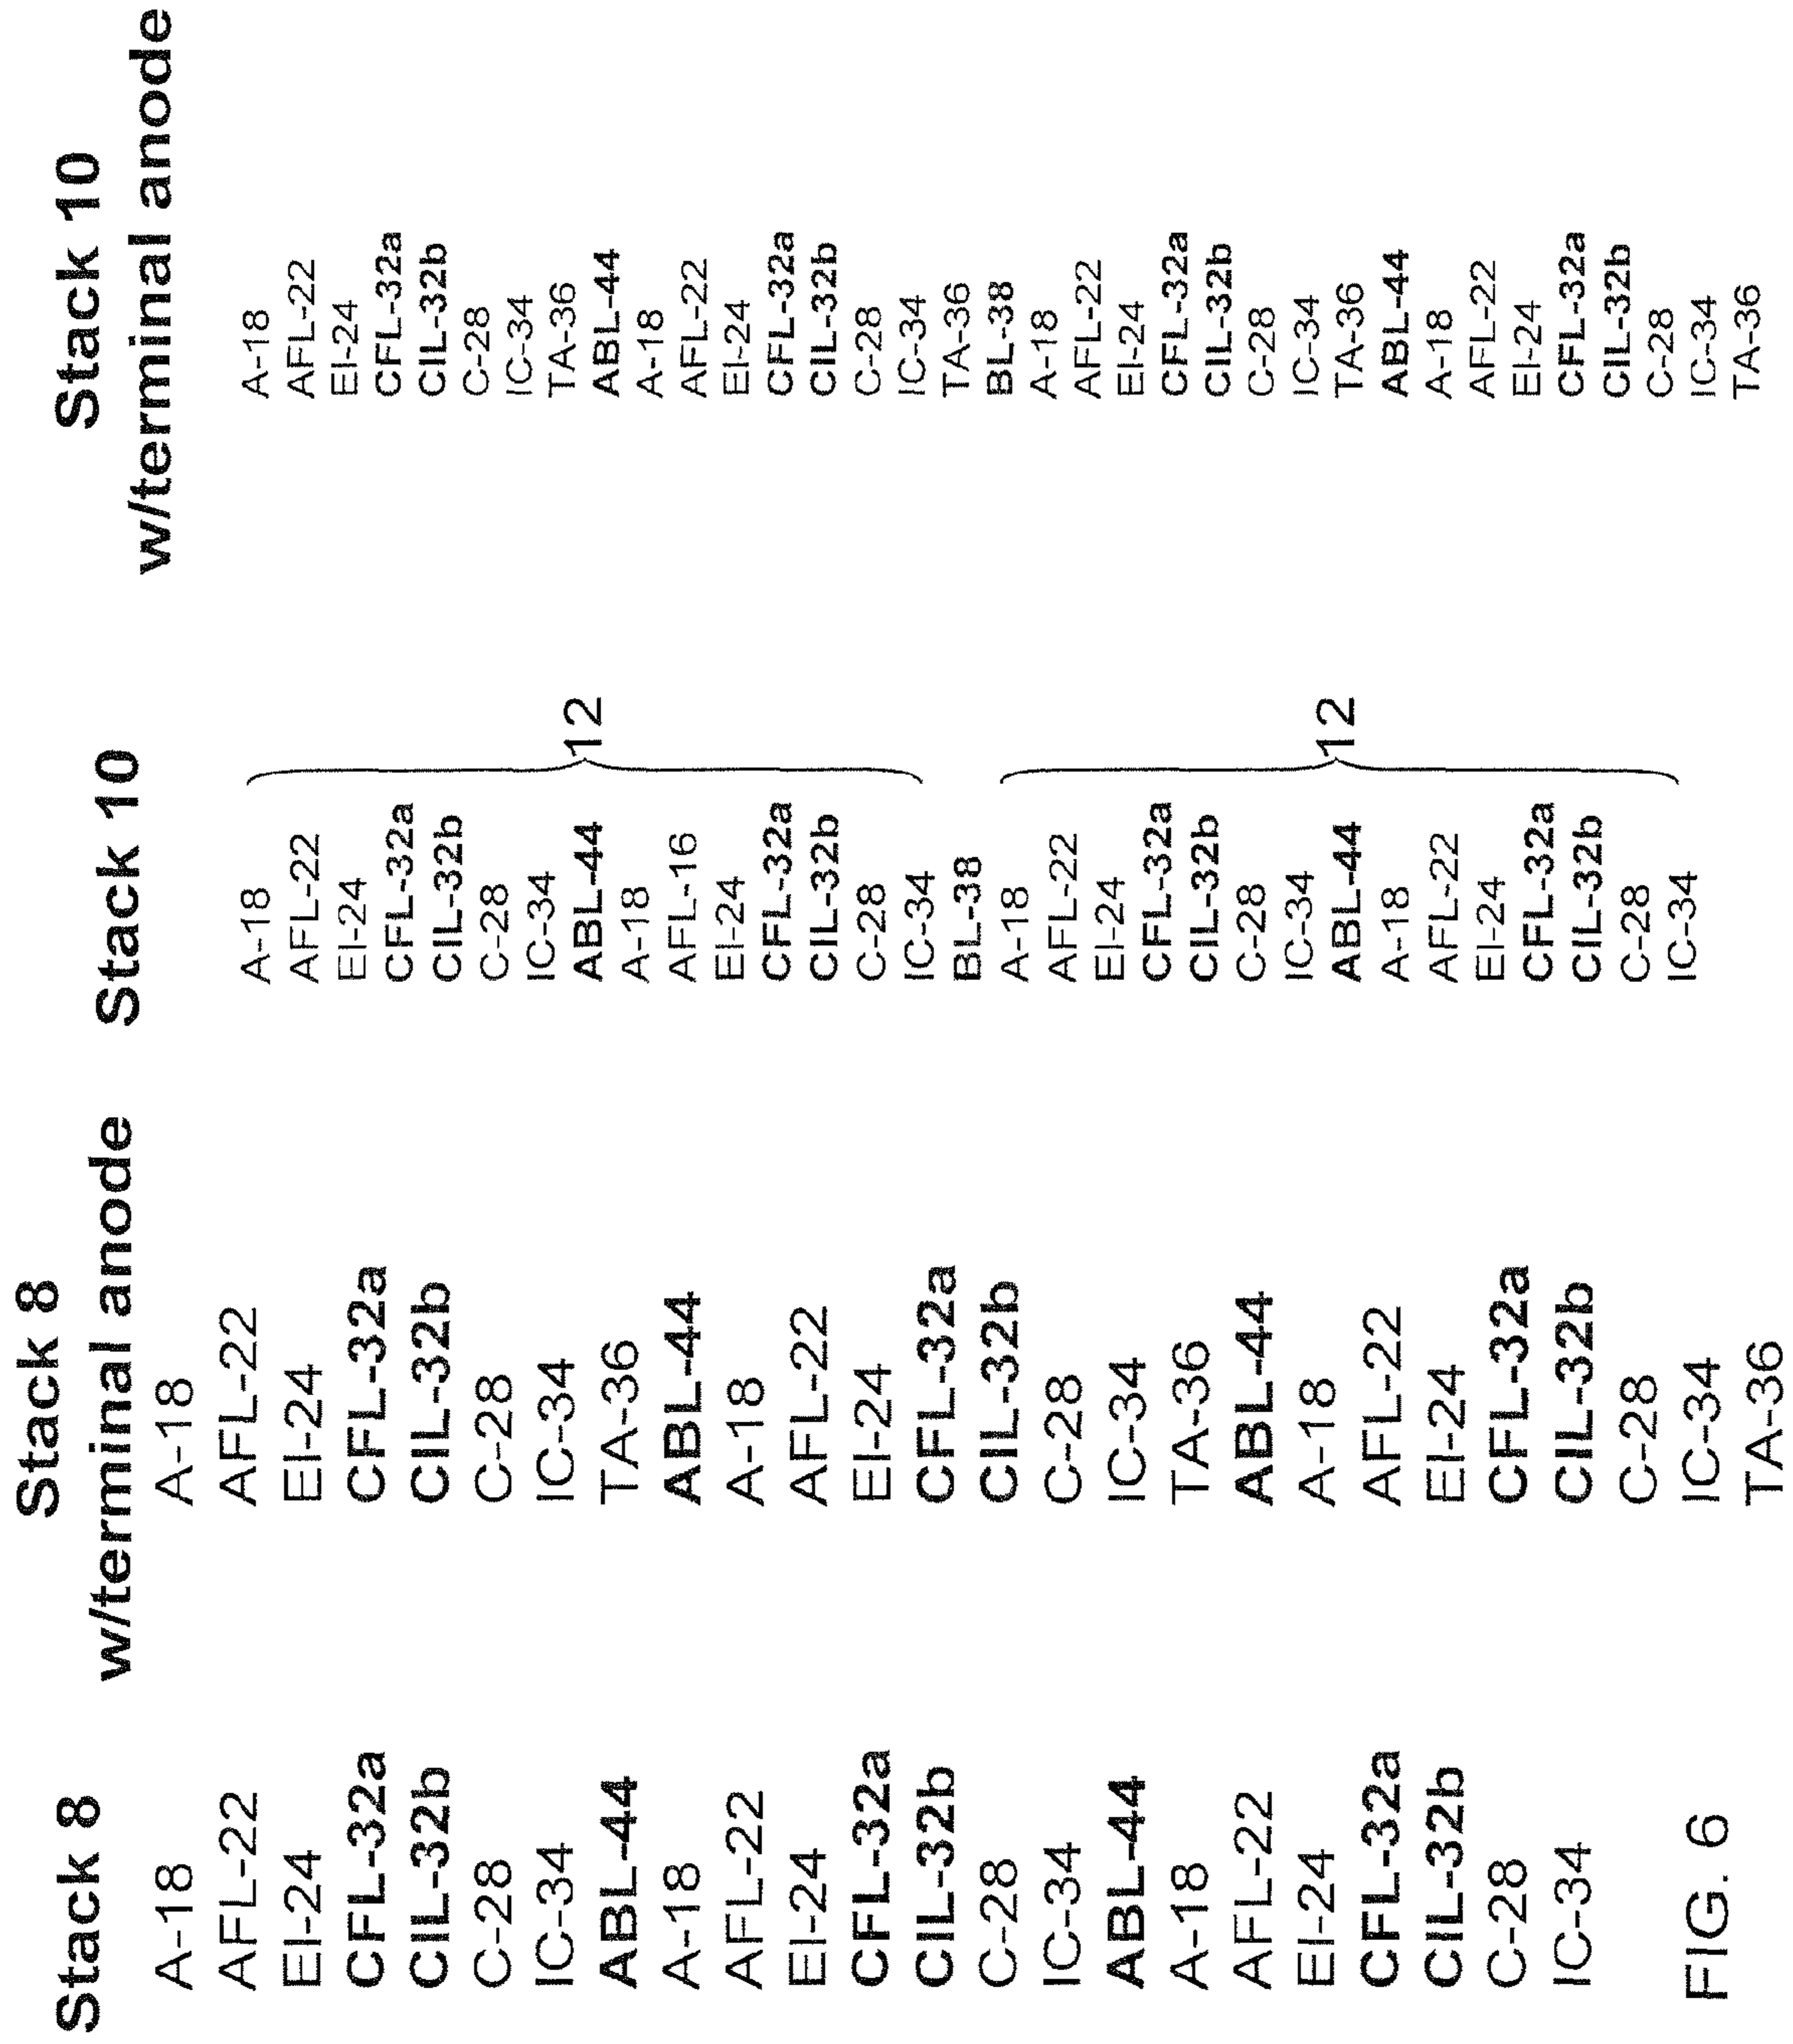 Stack 8
A-18
AFL-22
EI-24
CFL-32a
CIL-32b
C-28
IC-34
ABL-44
A-18
AFL-22
EI-24
CFL-32a
CIL-32b
C-28
IC-34
ABL-44
A-18
AFL-22
EI-24
CFL-32a
CIL-32b
C-28
IC-34
Stack 8
w/terminal anode
A-18
AFL-22
EI-24
CFL-32a
CIL-32b
C-28
IC-34
TA-36
ABL-44
A-18
AFL-22
EI-24
CFL-32a
CIL-32b
C-28
IC-34
TA-36
ABL-44
A-18
AFL-22
EI-24
CFL-32a
CIL-32b
C-28
IC-34
TA-36
Stack 10
A-18
AFL-22
EI-24
CFL-32a
CIL-32b
C-28
IC-34
ABL-44
A-18
AFL-16
EI-24
CFL-32a
CIL-32b
C-28
IC-34
BL-38
A-18
AFL-22
EI-24
CFL-32a
CIL-32b
C-28
IC-34
ABL-44
A-18
AFL-22
EI-24
CFL-32a
CIL-32b
C-28
IC-34
12
12
Stack 10
w/terminal anode
A-18
AFL-22
EI-24
CFL-32a
CIL-32b
C-28
IC-34
TA-36
ABL-44
A-18
AFL-22
EI-24
CFL-32a
CIL-32b
C-28
IC-34
TA-36
BL-38
A-18
AFL-22
EI-24
CFL-32a
CIL-32b
C-28
IC-34
TA-36
ABL-44
A-18
AFL-22
EI-24
CFL-32a
CIL-32b
C-28
IC-34
TA-36
FIG. 6